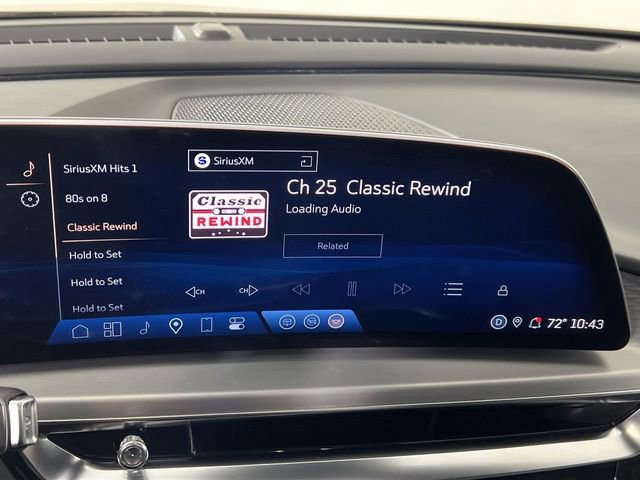 SiriusXM Hits 1
80s on 8
Classic Rewind
Hold to Set
Hold to Set
Hold to Set
S SiriusXM
Classic
REWIND
Ch 25 Classic Rewind
Loading Audio
Related
CH
CH
D 72° 10:43